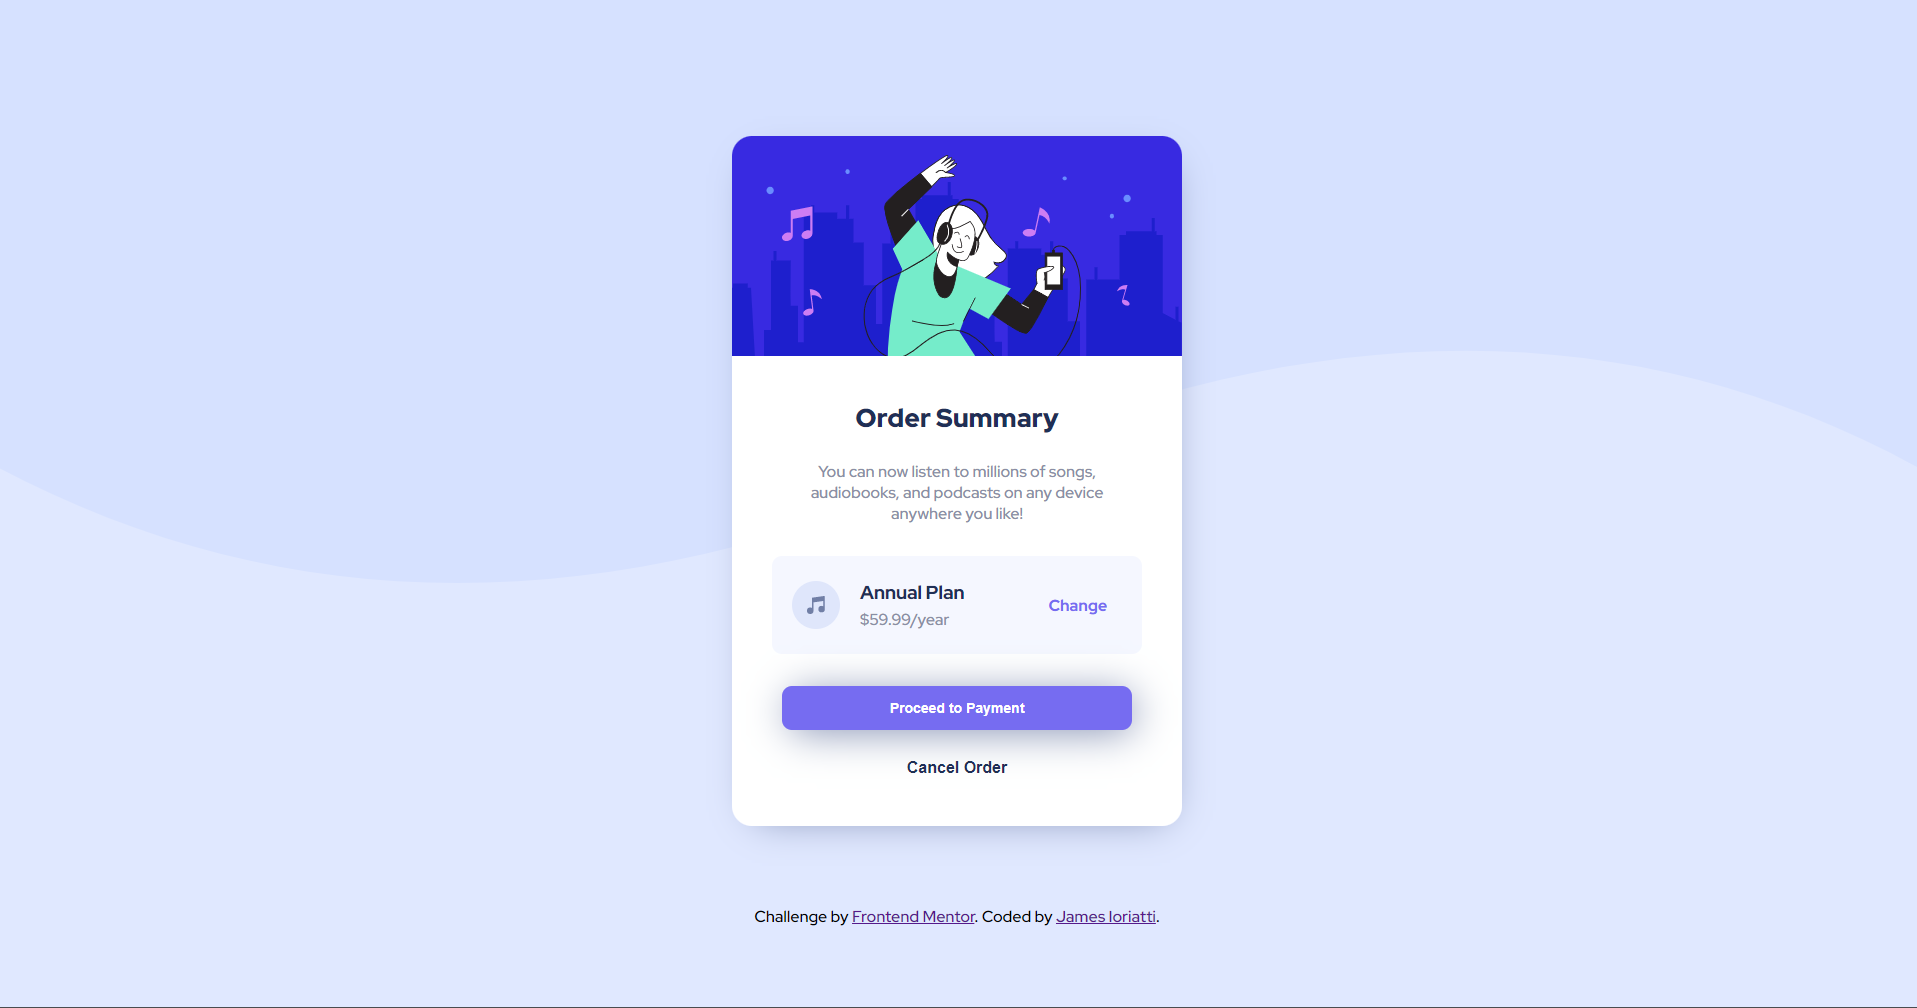 Order Summary
You can now listen to millions of songs,
audiobooks, and podcasts on any device
anywhere you like!
Annual Plan
$59.99/year
Change
Proceed to Payment
Cancel Order
Challenge by Frontend Mentor. Coded by James Ioriatti.